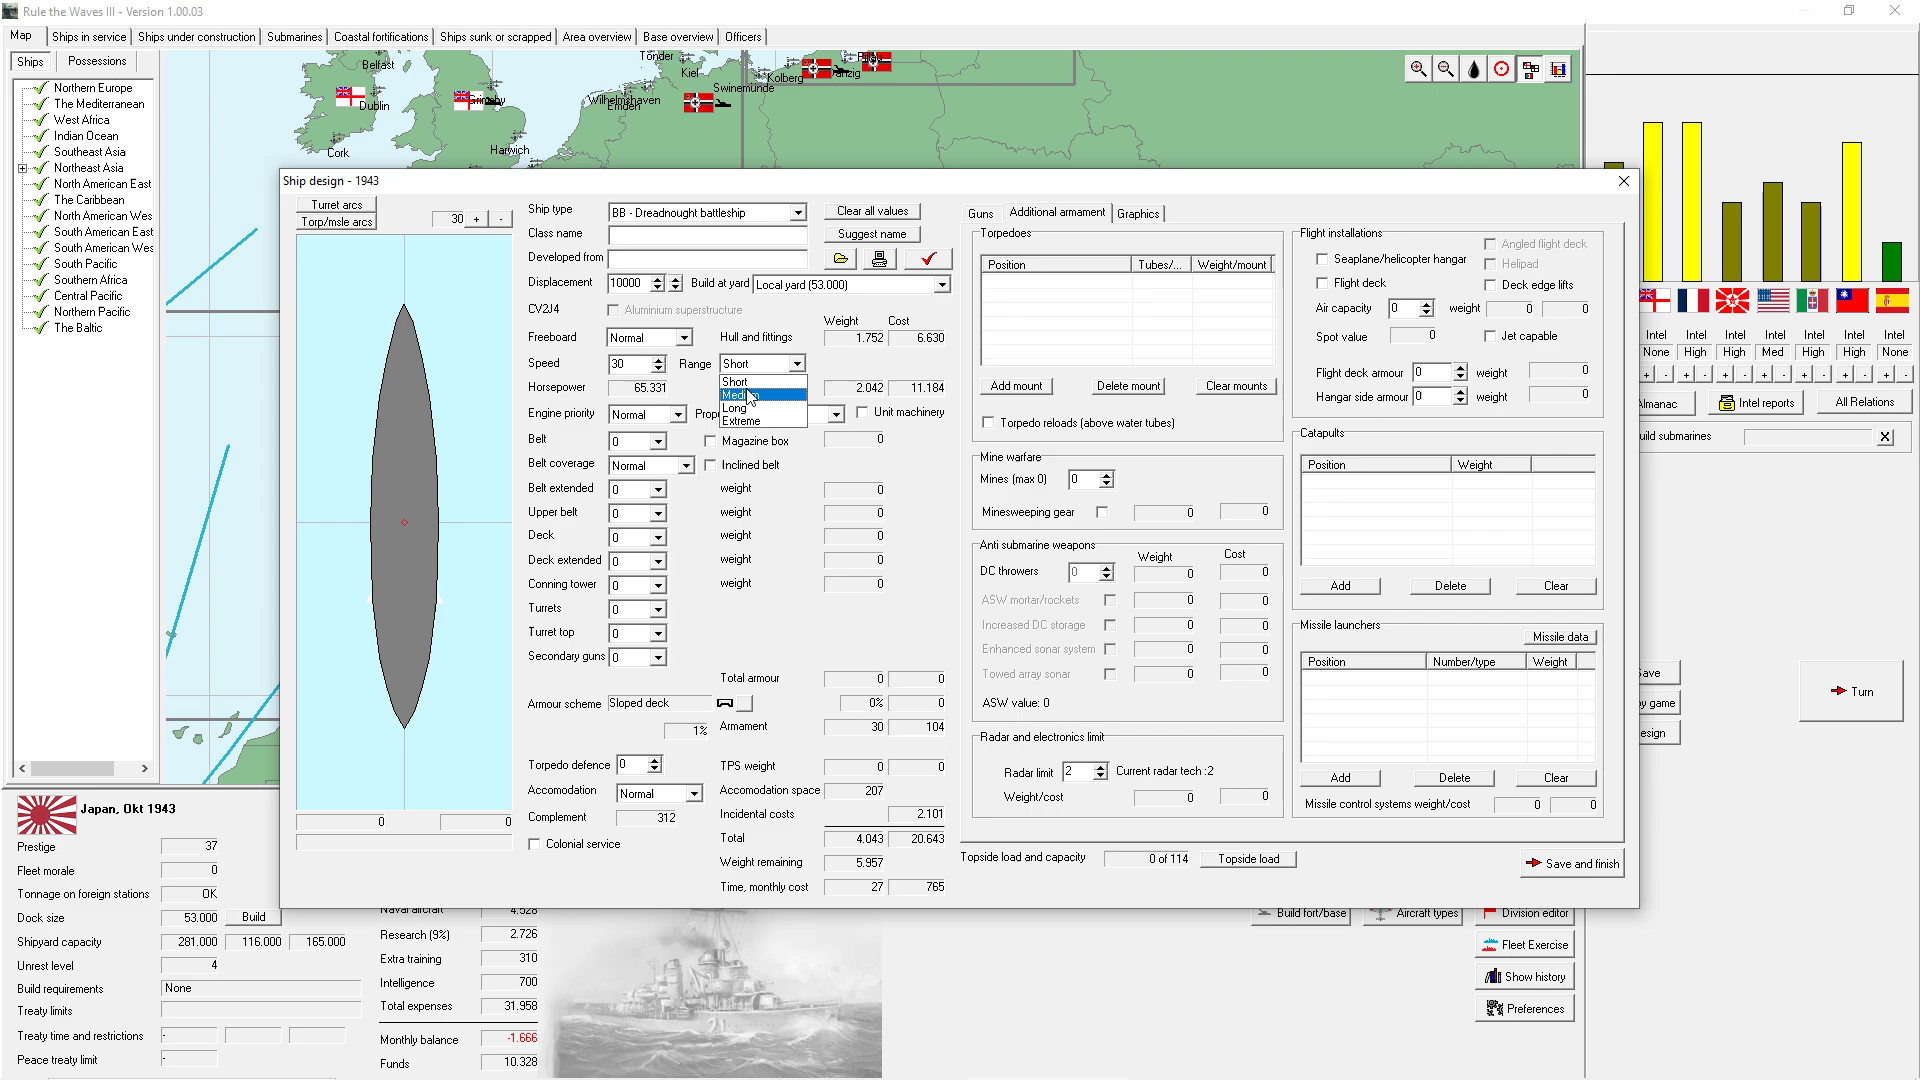 Rule the Waves III - Version 1.00.03
Map Ships in service Ships under construction Submarines Coastal fortifications Ships sunk or scrapped Area overview Base overview Officers
Ships Possessions
Northern Europe
The Mediterranean
West Africa
Indian Ocean
Southeast Asia
Northeast Asia
North American East
The Caribbean
North American Wes
South American East
South American Wes
South Pacific
Southern Africa
Central Pacific
Northern Pacific
The Baltic
Belfast
Dublin
Cork
Grimsby
Harwich
Tönder
Kiel
Wilhelmshaven
Emden
Swinemünde
Kolberg
Danzig
Pillau
Ship design - 1943
Turret arcs
Torp/msle arcs
30 + -
0 0
Ship type BB - Dreadnought battleship Clear all values
Class name Suggest name
Developed from
Displacement 10000 Build at yard Local yard (53.000)
CV2J4 Aluminium superstructure
Weight Cost
Freeboard Normal Hull and fittings 1.752 6.630
Speed 30 Range Short
Short
Medium
Long
Extreme
Horsepower 65.331 2.042 11.184
Engine priority Normal Prop Unit machinery
Belt 0 Magazine box 0
Belt coverage Normal Inclined belt
Belt extended 0 weight 0
Upper belt 0 weight 0
Deck 0 weight 0
Deck extended 0 weight 0
Conning tower 0 weight 0
Turrets 0
Turret top 0
Secondary guns 0
Total armour 0 0
Armour scheme Sloped deck 0% 0
1% Armament 30 104
Torpedo defence 0 TPS weight 0 0
Accomodation Normal Accomodation space 207
Complement 312 Incidental costs 2.101
Colonial service Total 4.043 20.643
Weight remaining 5.957
Time, monthly cost 27 765
Guns Additional armament Graphics
Torpedoes
Position Tubes/... Weight/mount
Add mount Delete mount Clear mounts
Torpedo reloads (above water tubes)
Mine warfare
Mines (max 0) 0
Minesweeping gear 0 0
Anti submarine weapons
Weight Cost
DC throwers 0 0 0
ASW mortar/rockets 0 0
Increased DC storage 0 0
Enhanced sonar system 0 0
Towed array sonar 0 0
ASW value: 0
Radar and electronics limit
Radar limit 2 Current radar tech :2
Weight/cost 0 0
Topside load and capacity 0 of 114 Topside load
Flight installations
Angled flight deck
Seaplane/helicopter hangar Helipad
Flight deck Deck edge lifts
Air capacity 0 weight 0 0
Spot value 0 Jet capable
Flight deck armour 0 weight 0
Hangar side armour 0 weight 0
Catapults
Position Weight
Add Delete Clear
Missile launchers
Missile data
Position Number/type Weight
Add Delete Clear
Missile control systems weight/cost 0 0
Save and finish
Intel Intel Intel Intel Intel Intel Intel
None High High Med High High None
+ - + - + - + - + - + - + -
lmanac Intel reports All Relations
uild submarines X
ave
y game
esign
Turn
Japan, Okt 1943
Prestige 37
Fleet morale 0
Tonnage on foreign stations OK
Dock size 53.000 Build
Shipyard capacity 281.000 116.000 165.000
Unrest level 4
Build requirements None
Treaty limits
Treaty time and restrictions -
Peace treaty limit -
Naval aircraft 4.528
Research (9%) 2.726
Extra training 310
Intelligence 700
Total expenses 31.958
Monthly balance -1.666
Funds 10.328
Build fort/base Aircraft types Division editor
Fleet Exercise
Show history
Preferences